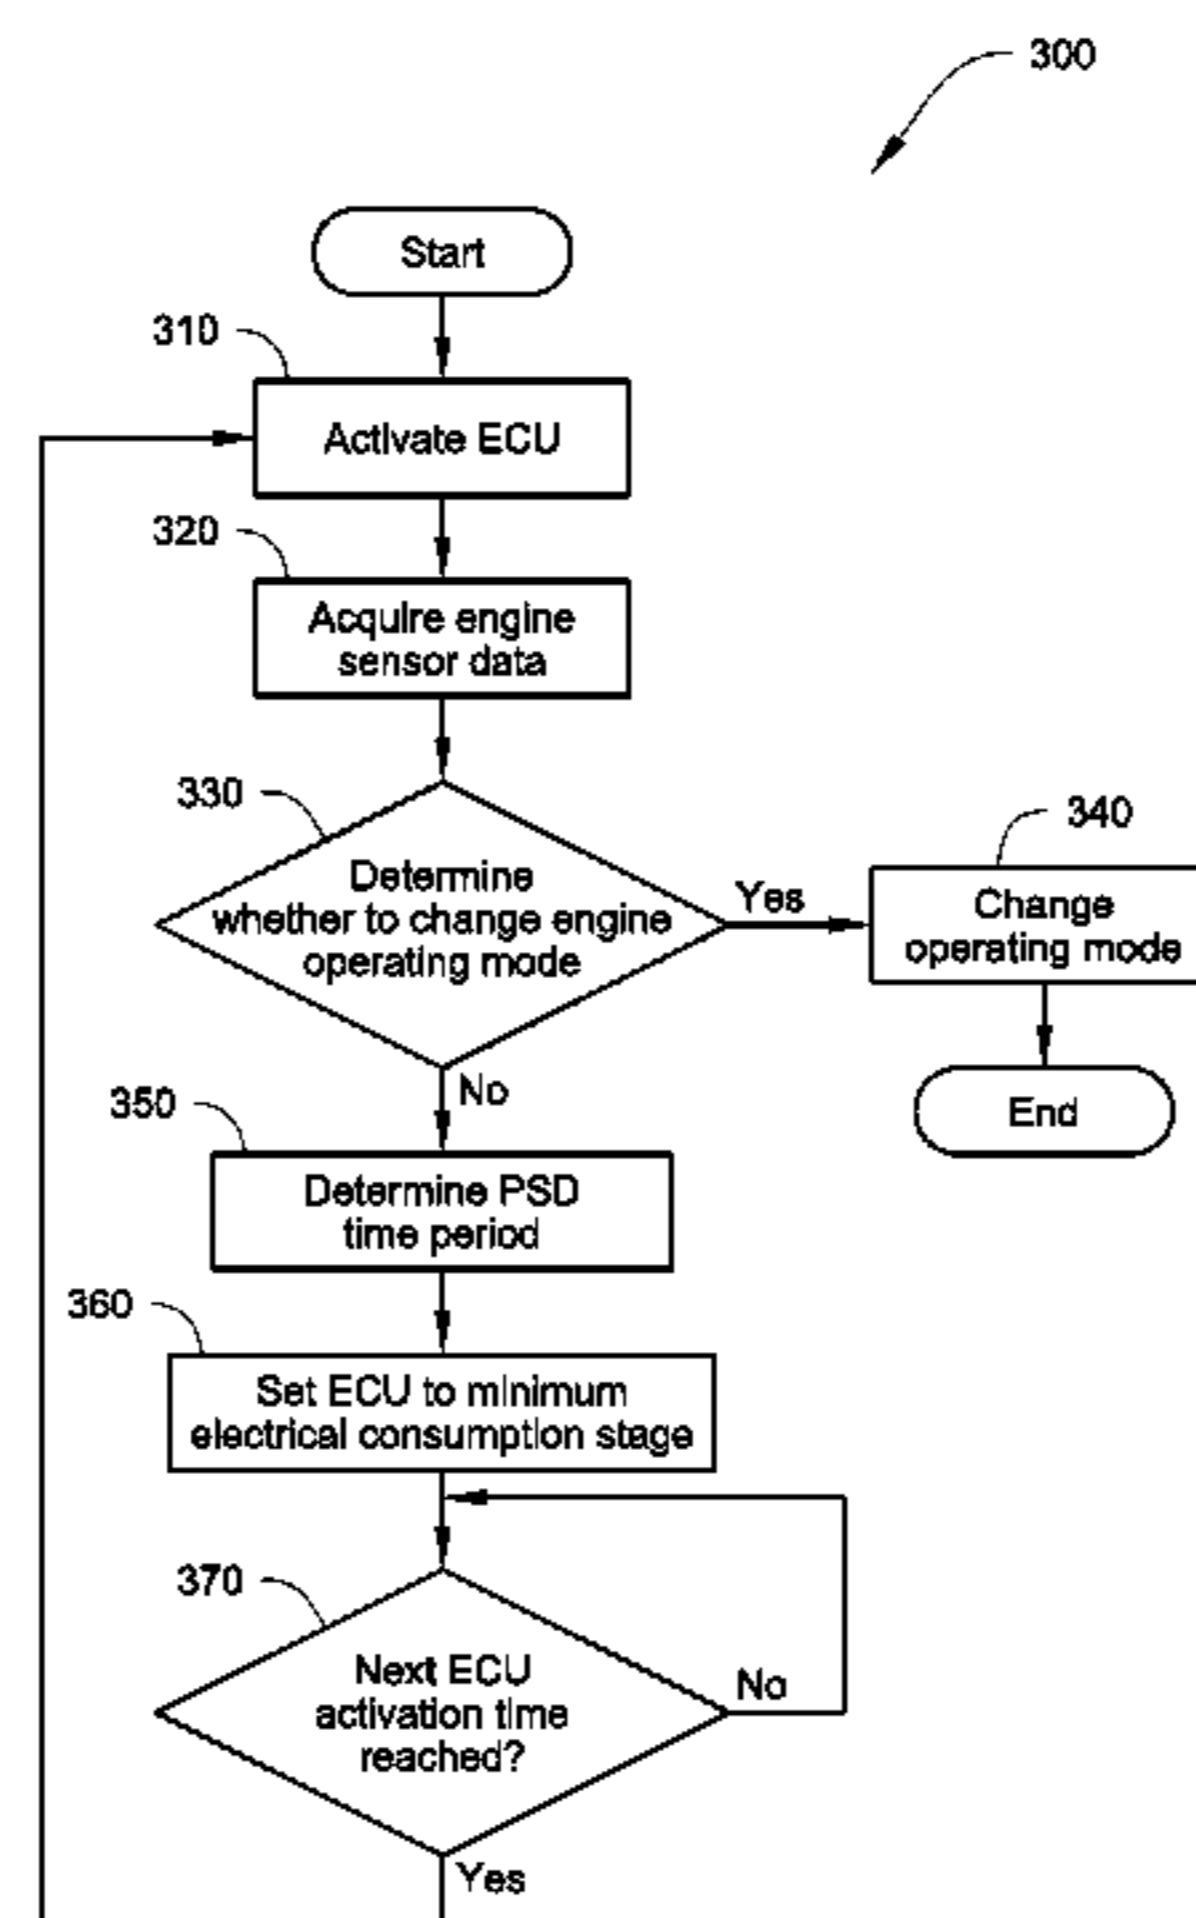 300
Start
310
Activate ECU
320
Acquire engine
sensor data
330
Determine
whether to change engine
operating mode
Yes
340
Change
operating mode
End
No
350
Determine PSD
time period
360
Set ECU to minimum
electrical consumption stage
370
Next ECU
activation time
reached?
No
Yes